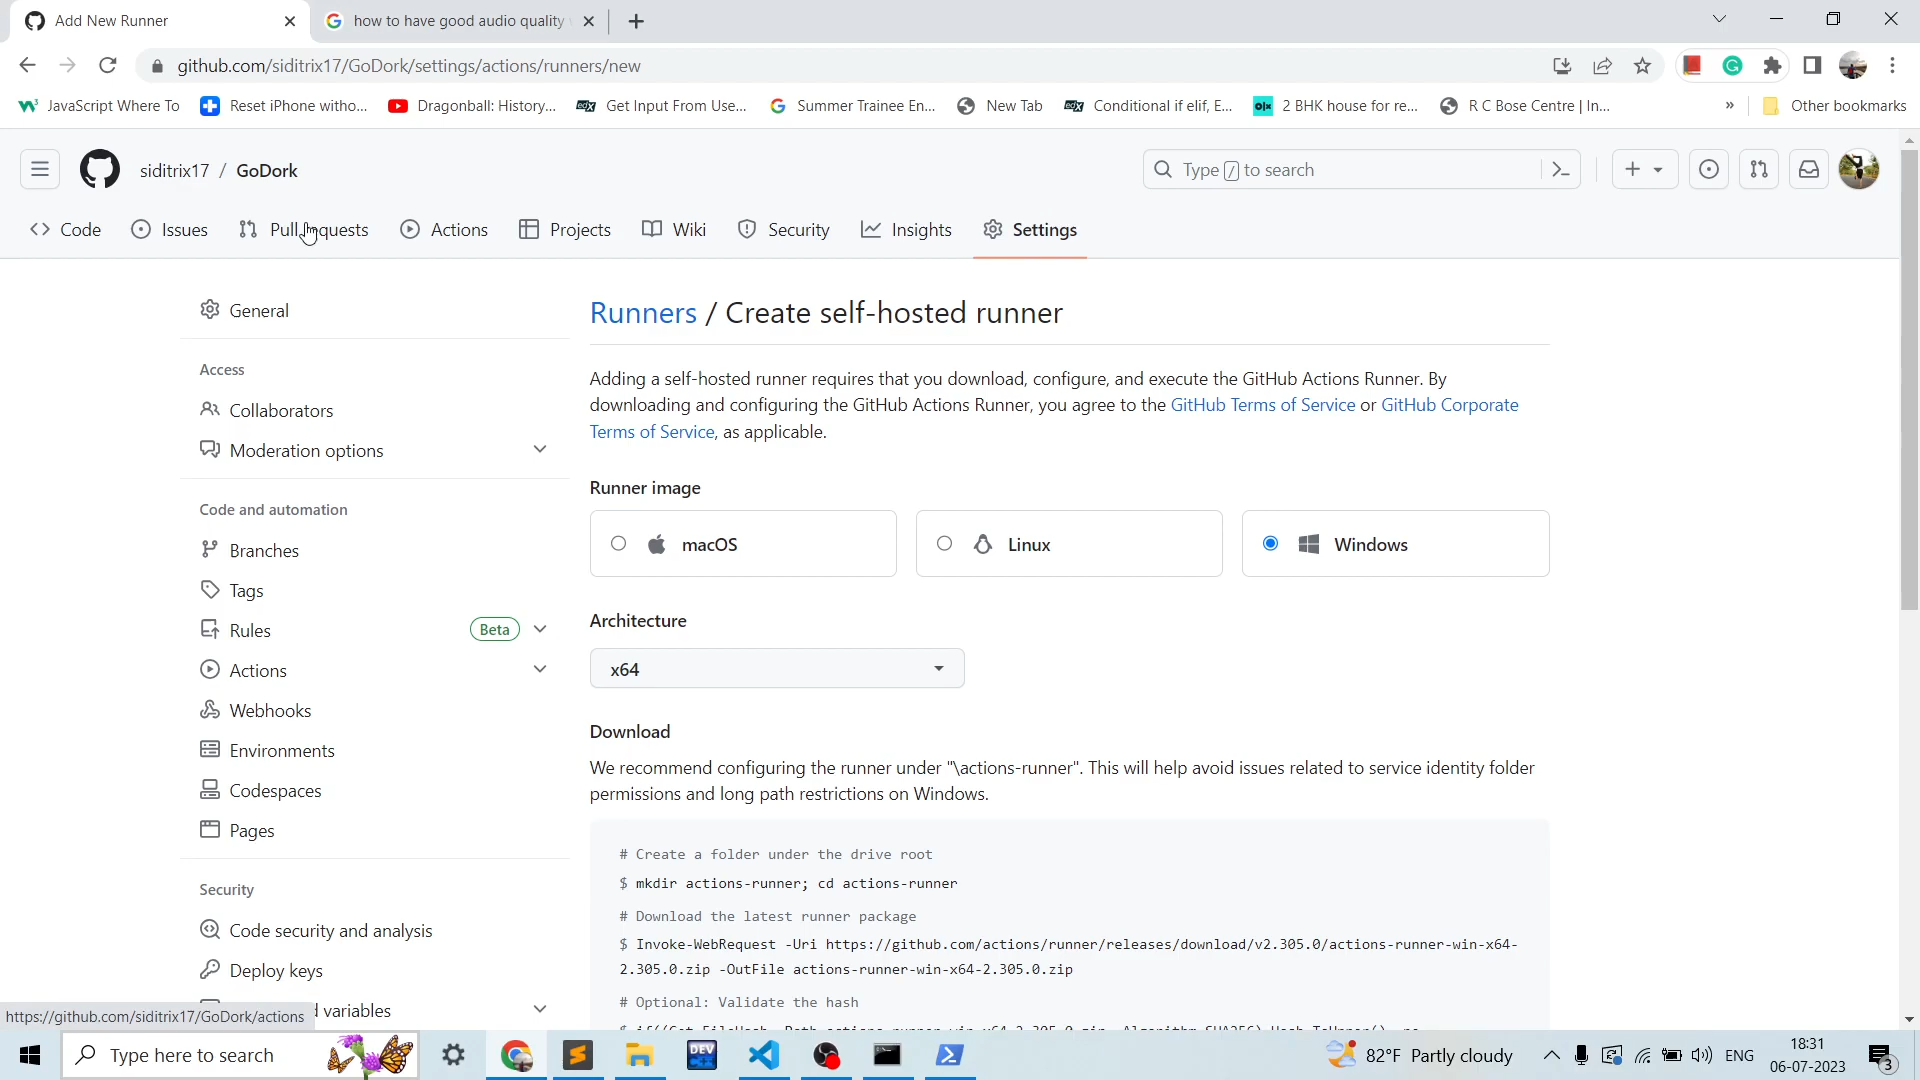 Add New Runner
how to have good audio quality
github.com/siditrix17/GoDork/settings/actions/runners/new
JavaScript Where To
Reset iPhone witho...
Dragonball: History...
Get Input From Use...
Summer Trainee En...
New Tab
Conditional if elif, E...
2 BHK house for re...
R C Bose Centre | In...
»
Other bookmarks
siditrix17 / GoDork
Type / to search
Code
Issues
Pull requests
Actions
Projects
Wiki
Security
Insights
Settings
General
Access
Collaborators
Moderation options
Code and automation
Branches
Tags
Rules
Beta
Actions
Webhooks
Environments
Codespaces
Pages
Security
Code security and analysis
Deploy keys
variables
Runners / Create self-hosted runner
Adding a self-hosted runner requires that you download, configure, and execute the GitHub Actions Runner. By
downloading and configuring the GitHub Actions Runner, you agree to the GitHub Terms of Service or GitHub Corporate
Terms of Service, as applicable.
Runner image
macOS
Linux
Windows
Architecture
x64
Download
We recommend configuring the runner under "\actions-runner". This will help avoid issues related to service identity folder
permissions and long path restrictions on Windows.
# Create a folder under the drive root
$ mkdir actions-runner; cd actions-runner
# Download the latest runner package
$ Invoke-WebRequest -Uri https://github.com/actions/runner/releases/download/v2.305.0/actions-runner-win-x64-
2.305.0.zip -OutFile actions-runner-win-x64-2.305.0.zip
# Optional: Validate the hash
https://github.com/siditrix17/GoDork/actions
Type here to search
DEV
82°F Partly cloudy
ENG
18:31
06-07-2023
3